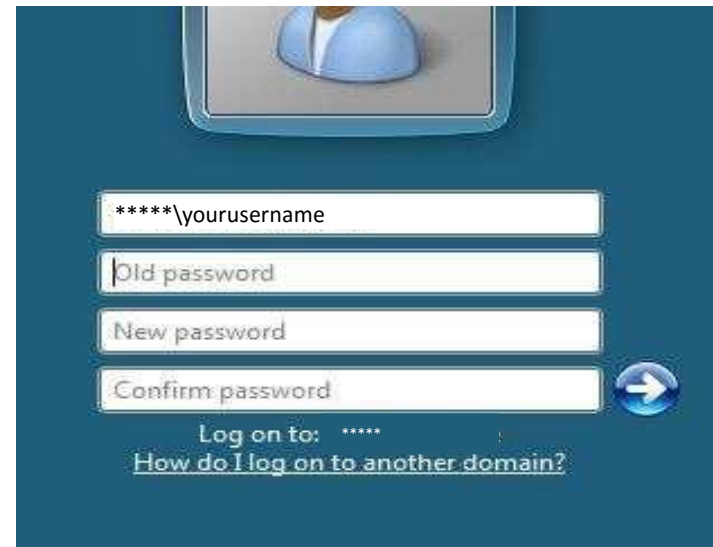 *****\yourusername
Old password
New password
Confirm password
Log on to: *****
How do I log on to another domain?